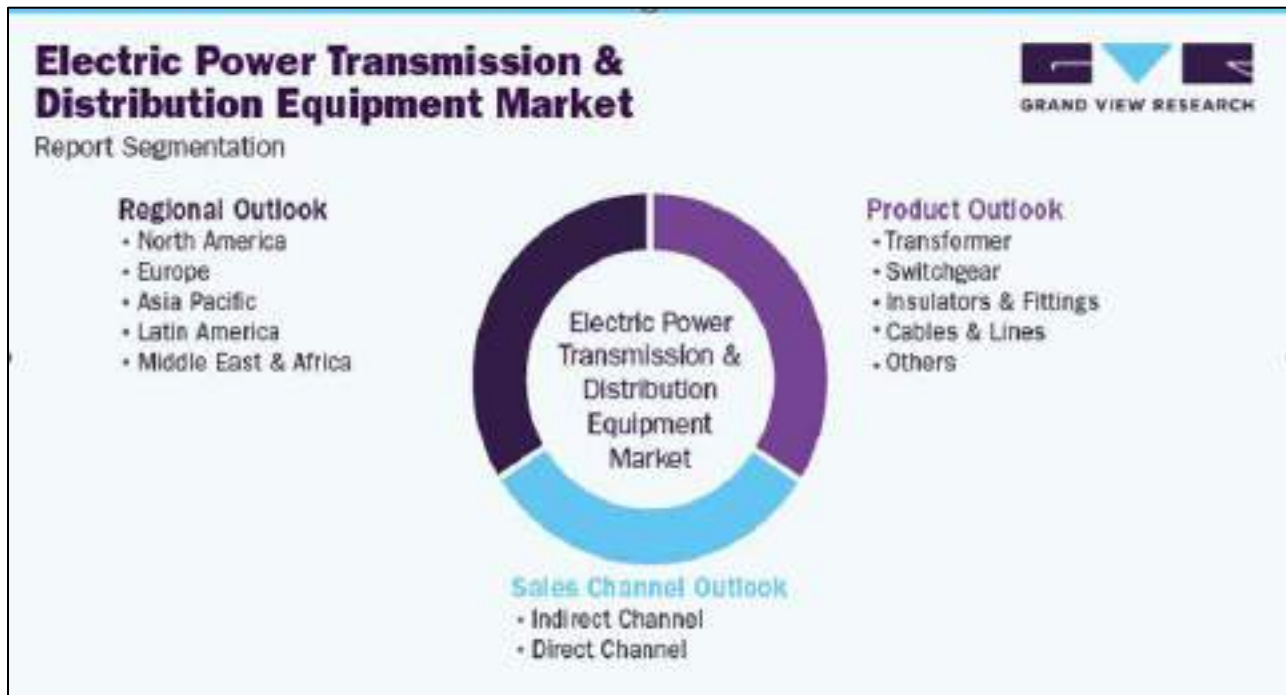 Electric Power Transmission &
Distribution Equipment Market
Report Segmentation
GRAND VIEW RESEARCH
Regional Outlook
• North America
• Europe
• Asia Pacific
• Latin America
• Middle East & Africa
Product Outlook
• Transformer
• Switchgear
• Insulators & Fittings
• Cables & Lines
• Others
Electric Power
Transmission &
Distribution
Equipment
Market
Sales Channel Outlook
• Indirect Channel
• Direct Channel